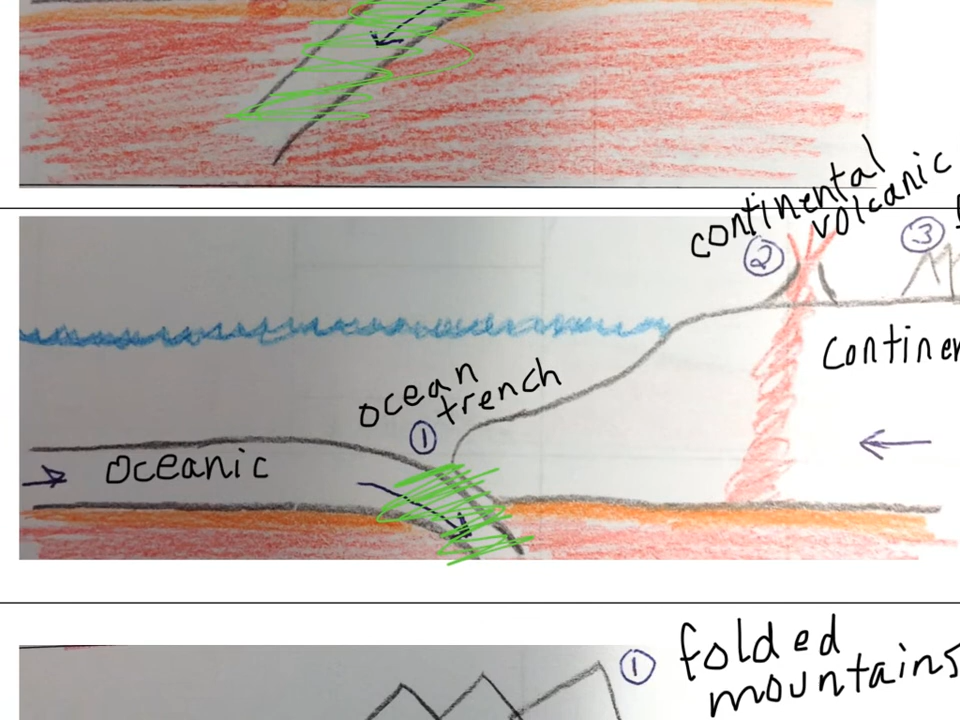 continental
volcanic
② ③
continen
ocean
trench
①
oceanic
① folded
mountains